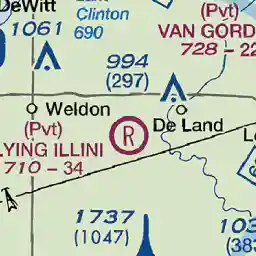 DeWitt
Clinton
690
(Pvt)
VAN GORD
728 - 22
1061
994
(297)
Weldon
De Land
(Pvt)
LYING ILLINI
710 - 34
R
1737
(1047)
103
(383